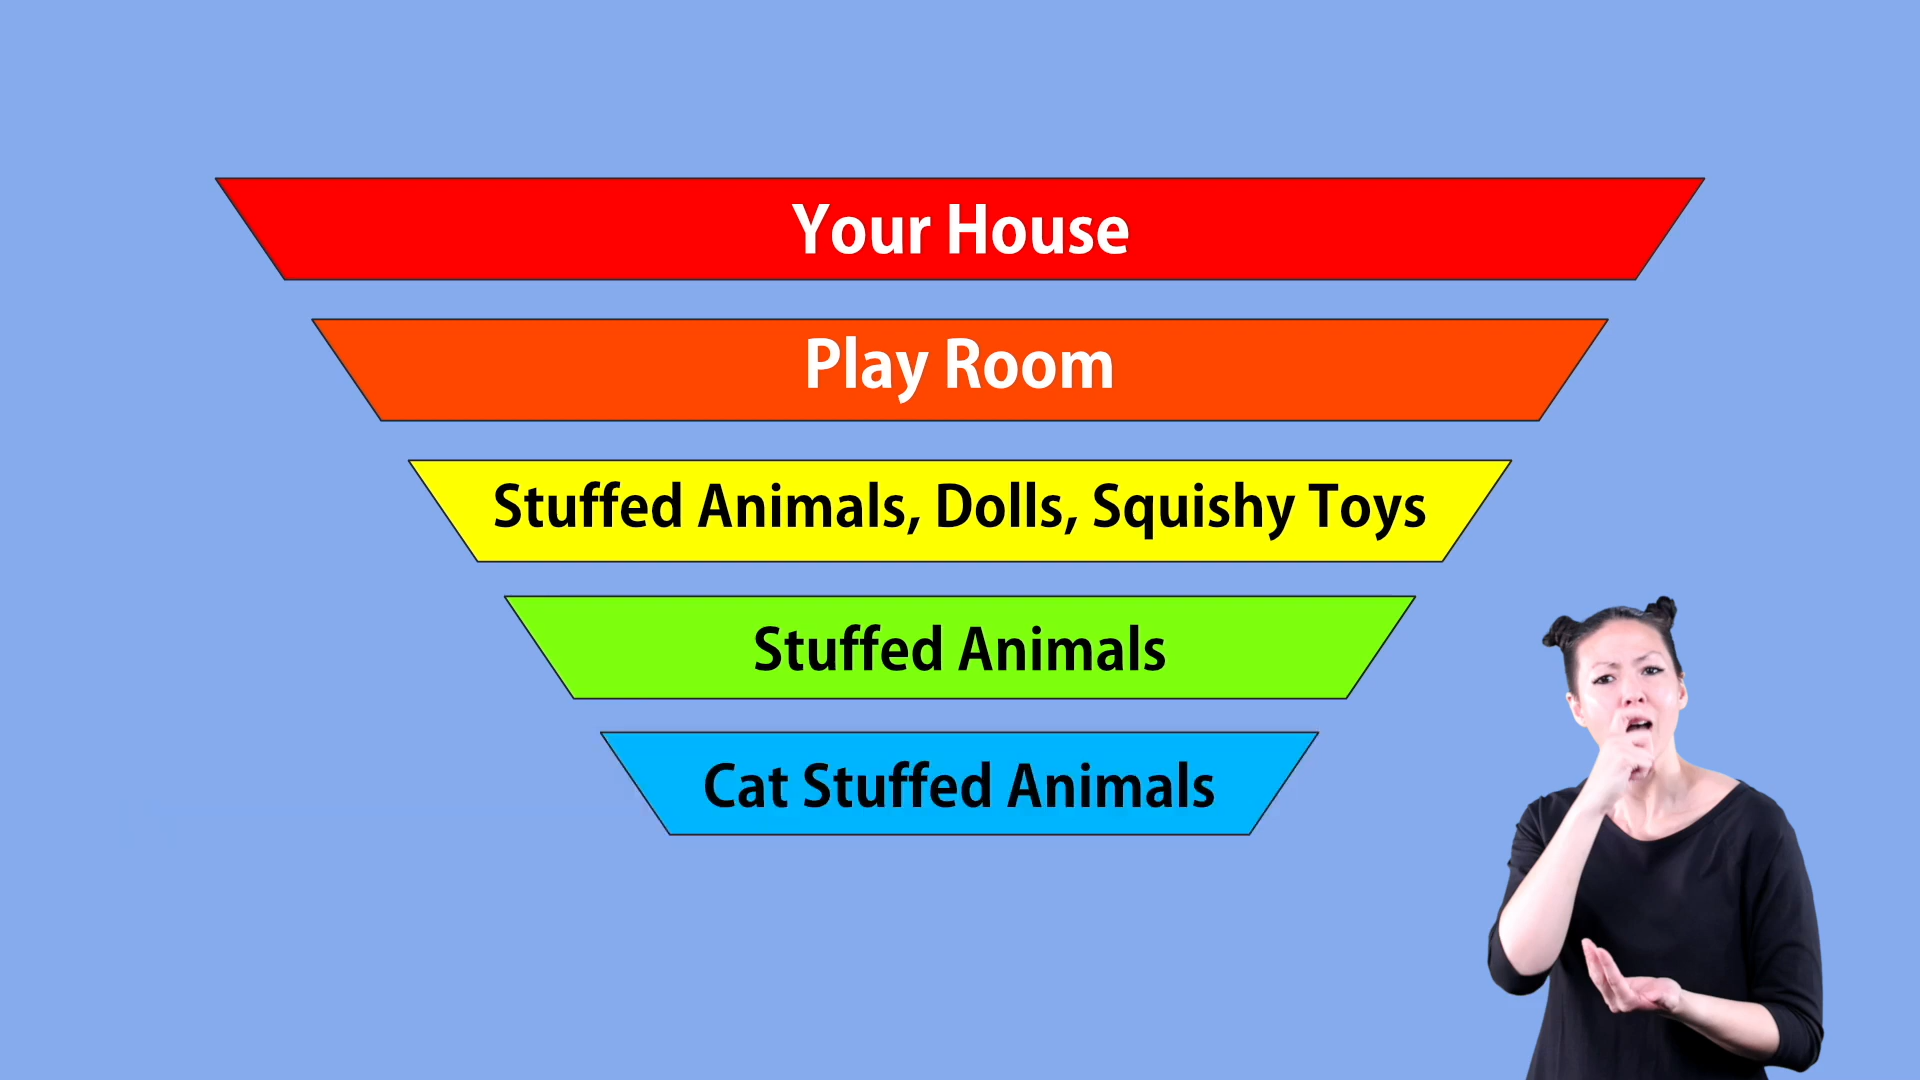 Your House
Play Room
Stuffed Animals, Dolls, Squishy Toys
Stuffed Animals
Cat Stuffed Animals